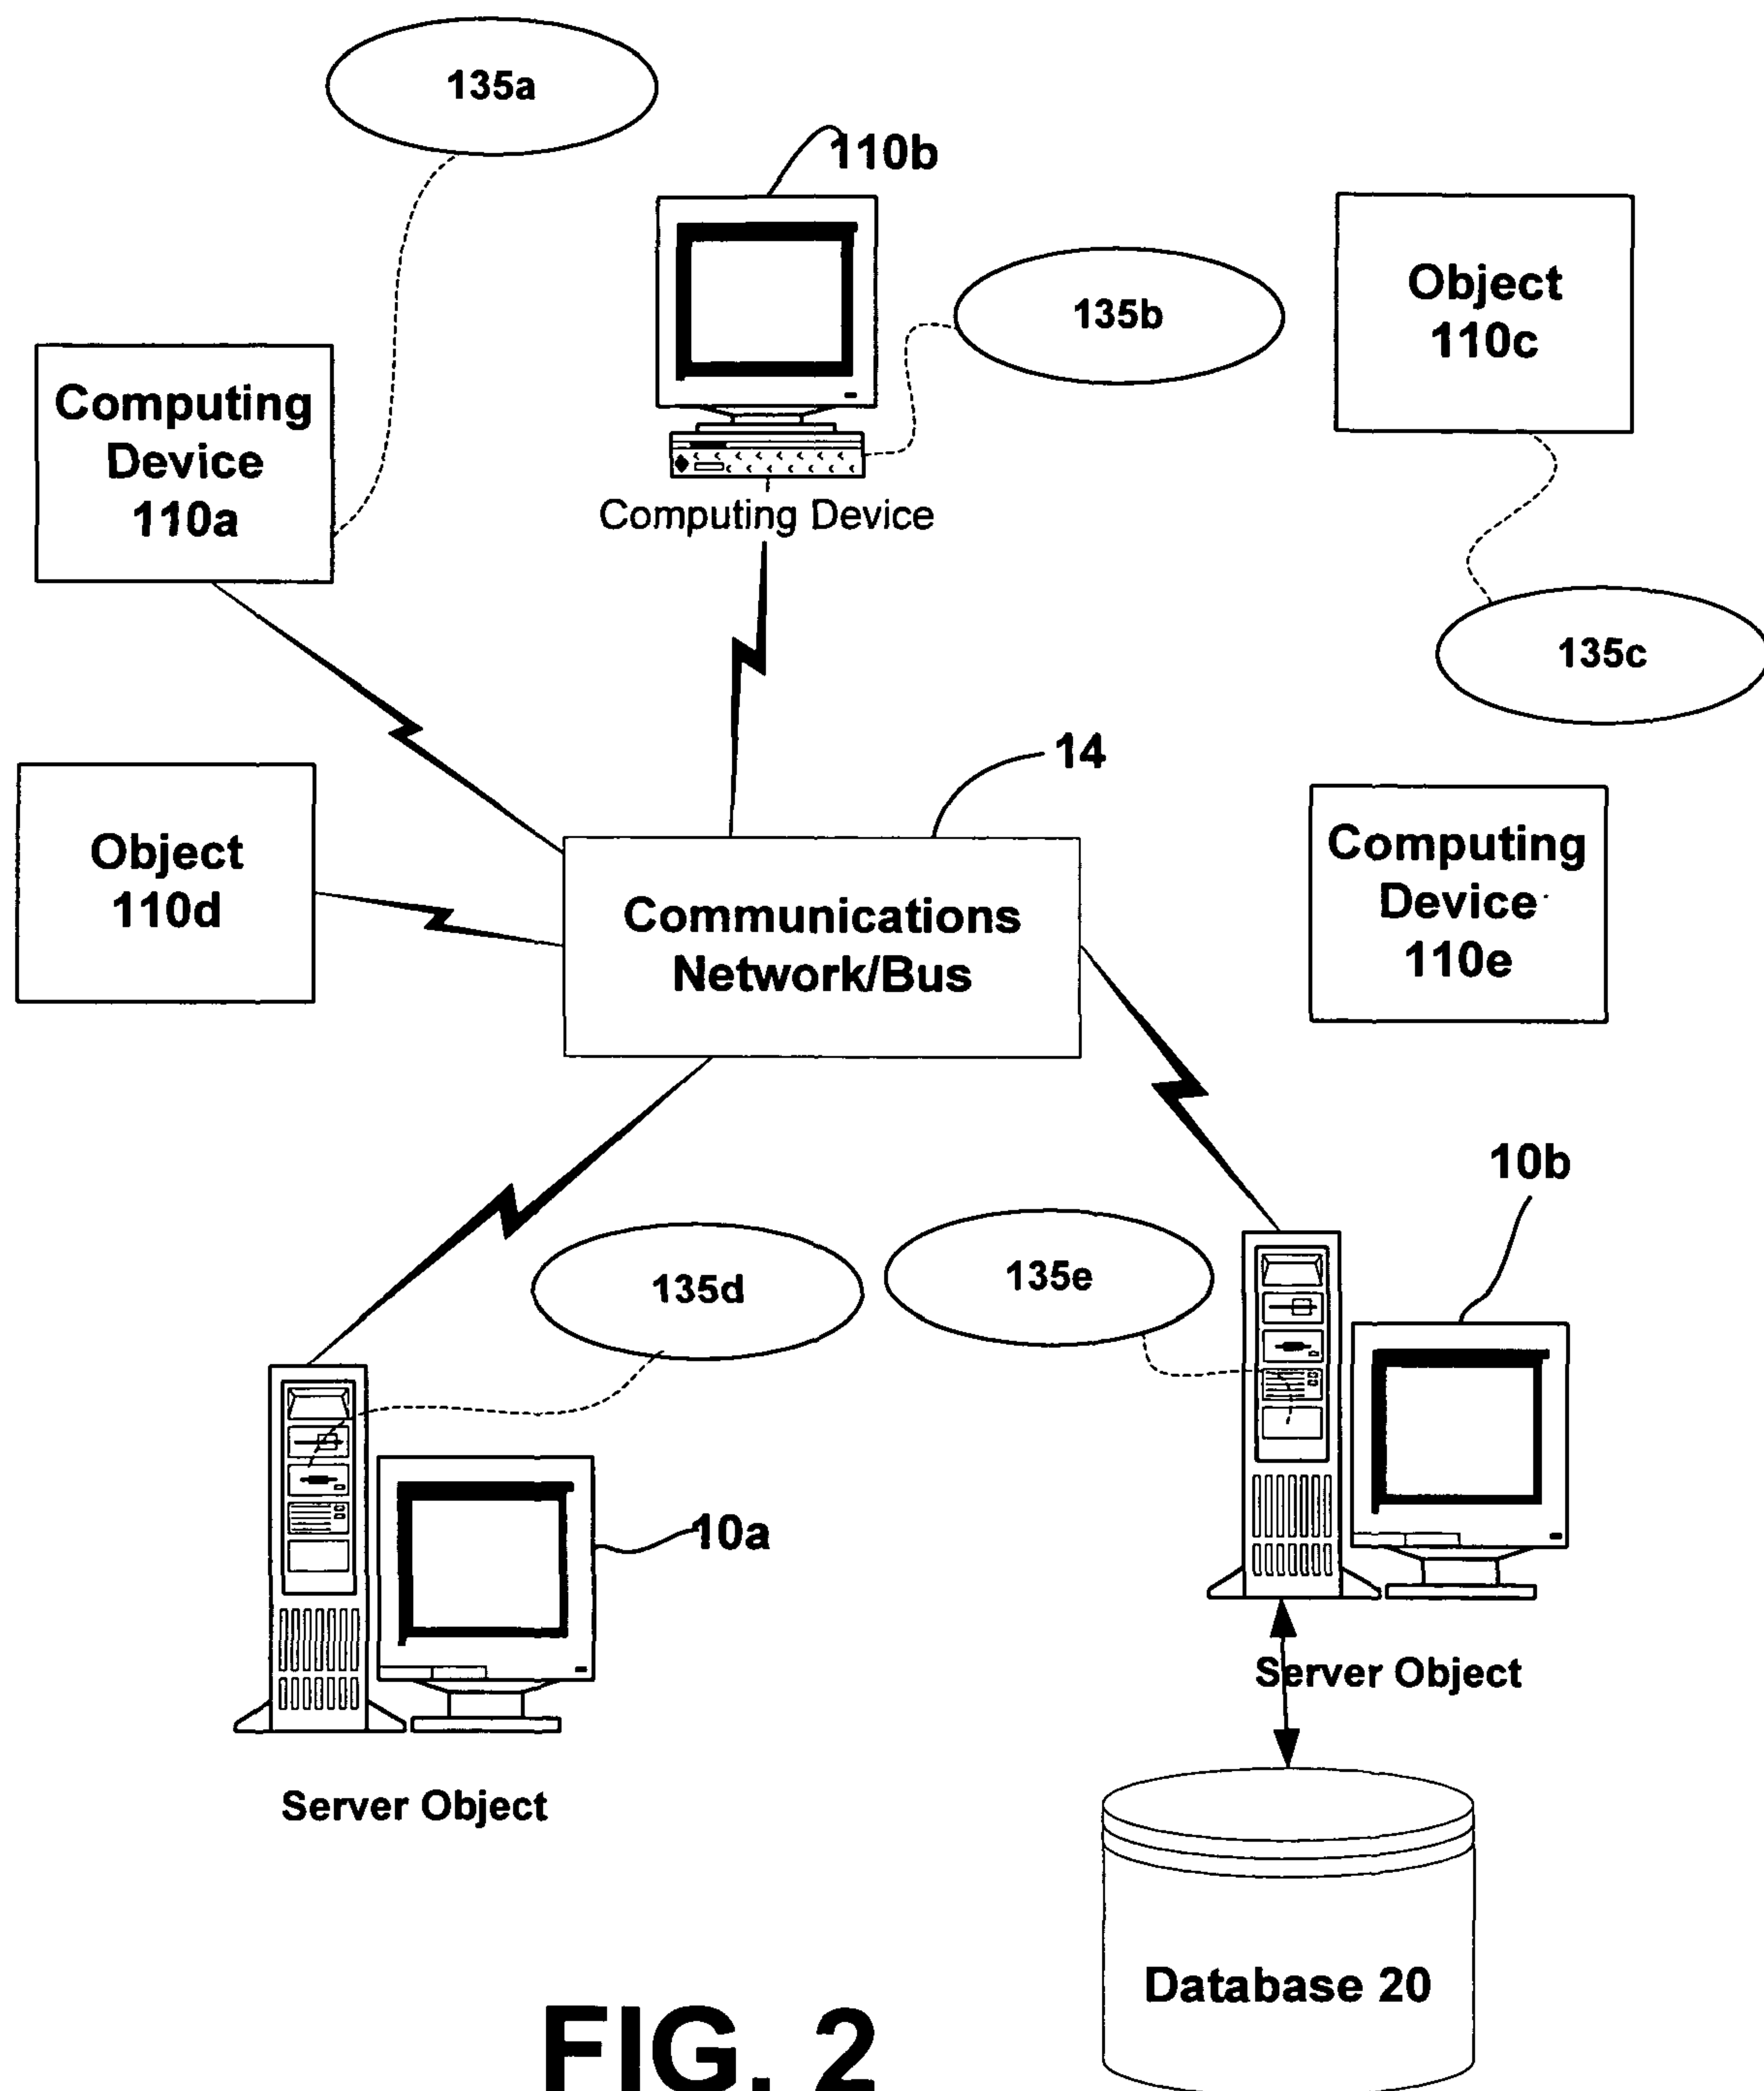 135a
110b
135b
Object
110c
Computing
Device
110a
Computing Device
135c
14
Object
110d
Communications
Network/Bus
Computing
Device
110e
10b
135d
135e
10a
Server Object
Server Object
Database 20
FIG. 2